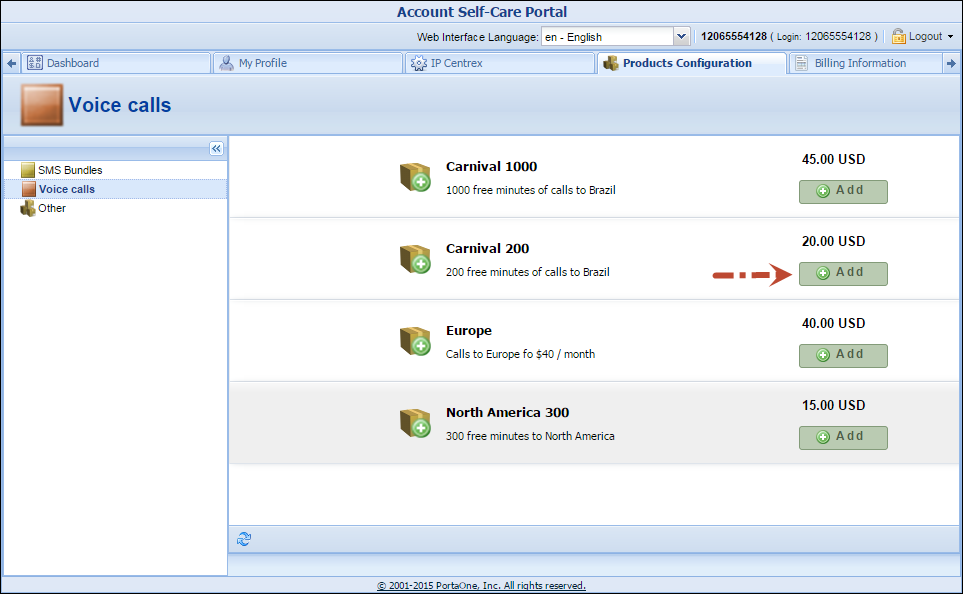 Account Self-Care Portal
Web Interface Language: en - English 12065554128 ( Login: 12065554128 ) Logout
Dashboard My Profile IP Centrex Products Configuration Billing Information
Voice calls
SMS Bundles
Voice calls
Other
Carnival 1000
1000 free minutes of calls to Brazil
45.00 USD
Add
Carnival 200
200 free minutes of calls to Brazil
20.00 USD
Add
Europe
Calls to Europe fo $40 / month
40.00 USD
Add
North America 300
300 free minutes to North America
15.00 USD
Add
© 2001-2015 PortaOne, Inc. All rights reserved.